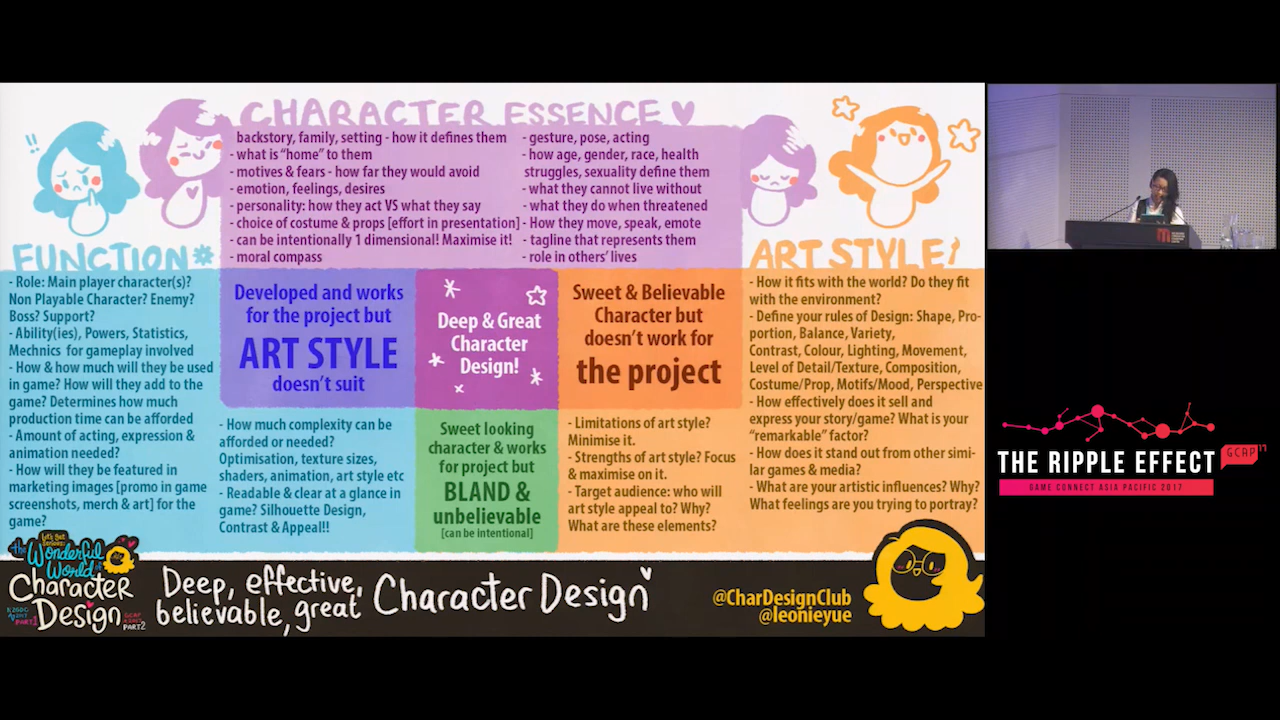 CHARACTER ESSENCE
backstory, family, setting - how it defines them
- what is “home” to them
- motives & fears - how far they would avoid
- emotion, feelings, desires
- personality: how they act VS what they say
- choice of costume & props [effort in presentation]
- can be intentionally 1 dimensional! Maximise it!
- moral compass
- gesture, pose, acting
- how age, gender, race, health
struggles, sexuality define them
- what they cannot live without
- what they do when threatened
- How they move, speak, emote
- tagline that represents them
- role in others’ lives
!!
FUNCTION
- Role: Main player character(s)?
Non Playable Character? Enemy?
Boss? Support?
- Ability(ies), Powers, Statistics,
Mechnics for gameplay involved
- How & how much will they be used
in game? How will they add to the
game? Determines how much
production time can be afforded
- Amount of acting, expression &
animation needed?
- How will they be featured in
marketing images [promo in game
screenshots, merch & art] for the
game?
Developed and works
for the project but
ART STYLE
doesn’t suit
Deep & Great
Character
Design!
Sweet & Believable
Character but
doesn’t work for
the project
ART STYLE
- How it fits with the world? Do they fit
with the environment?
- Define your rules of Design: Shape, Pro-
portion, Balance, Variety,
Contrast, Colour, Lighting, Movement,
Level of Detail/Texture, Composition,
Costume/Prop, Motifs/Mood, Perspective
- How effectively does it sell and
express your story/game? What is your
“remarkable” factor?
- How does it stand out from other simi-
lar games & media?
- What are your artistic influences? Why?
What feelings are you trying to portray?
- How much complexity can be
afforded or needed?
Optimisation, texture sizes,
shaders, animation, art style etc
- Readable & clear at a glance in
game? Silhouette Design,
Contrast & Appeal!!
Sweet looking
character & works
for project but
BLAND &
unbelievable
[can be intentional]
- Limitations of art style?
Minimise it.
- Strengths of art style? Focus
& maximise on it.
- Target audience: who will
art style appeal to? Why?
What are these elements?
the
Wonderful
World
Character
Design
PART1
GCAP
PART2
Deep, effective,
believable, great
Character Design
@CharDesignClub
@leonieyue
THE RIPPLE EFFECT
GCAP17
GAME CONNECT ASIA PACIFIC 2017